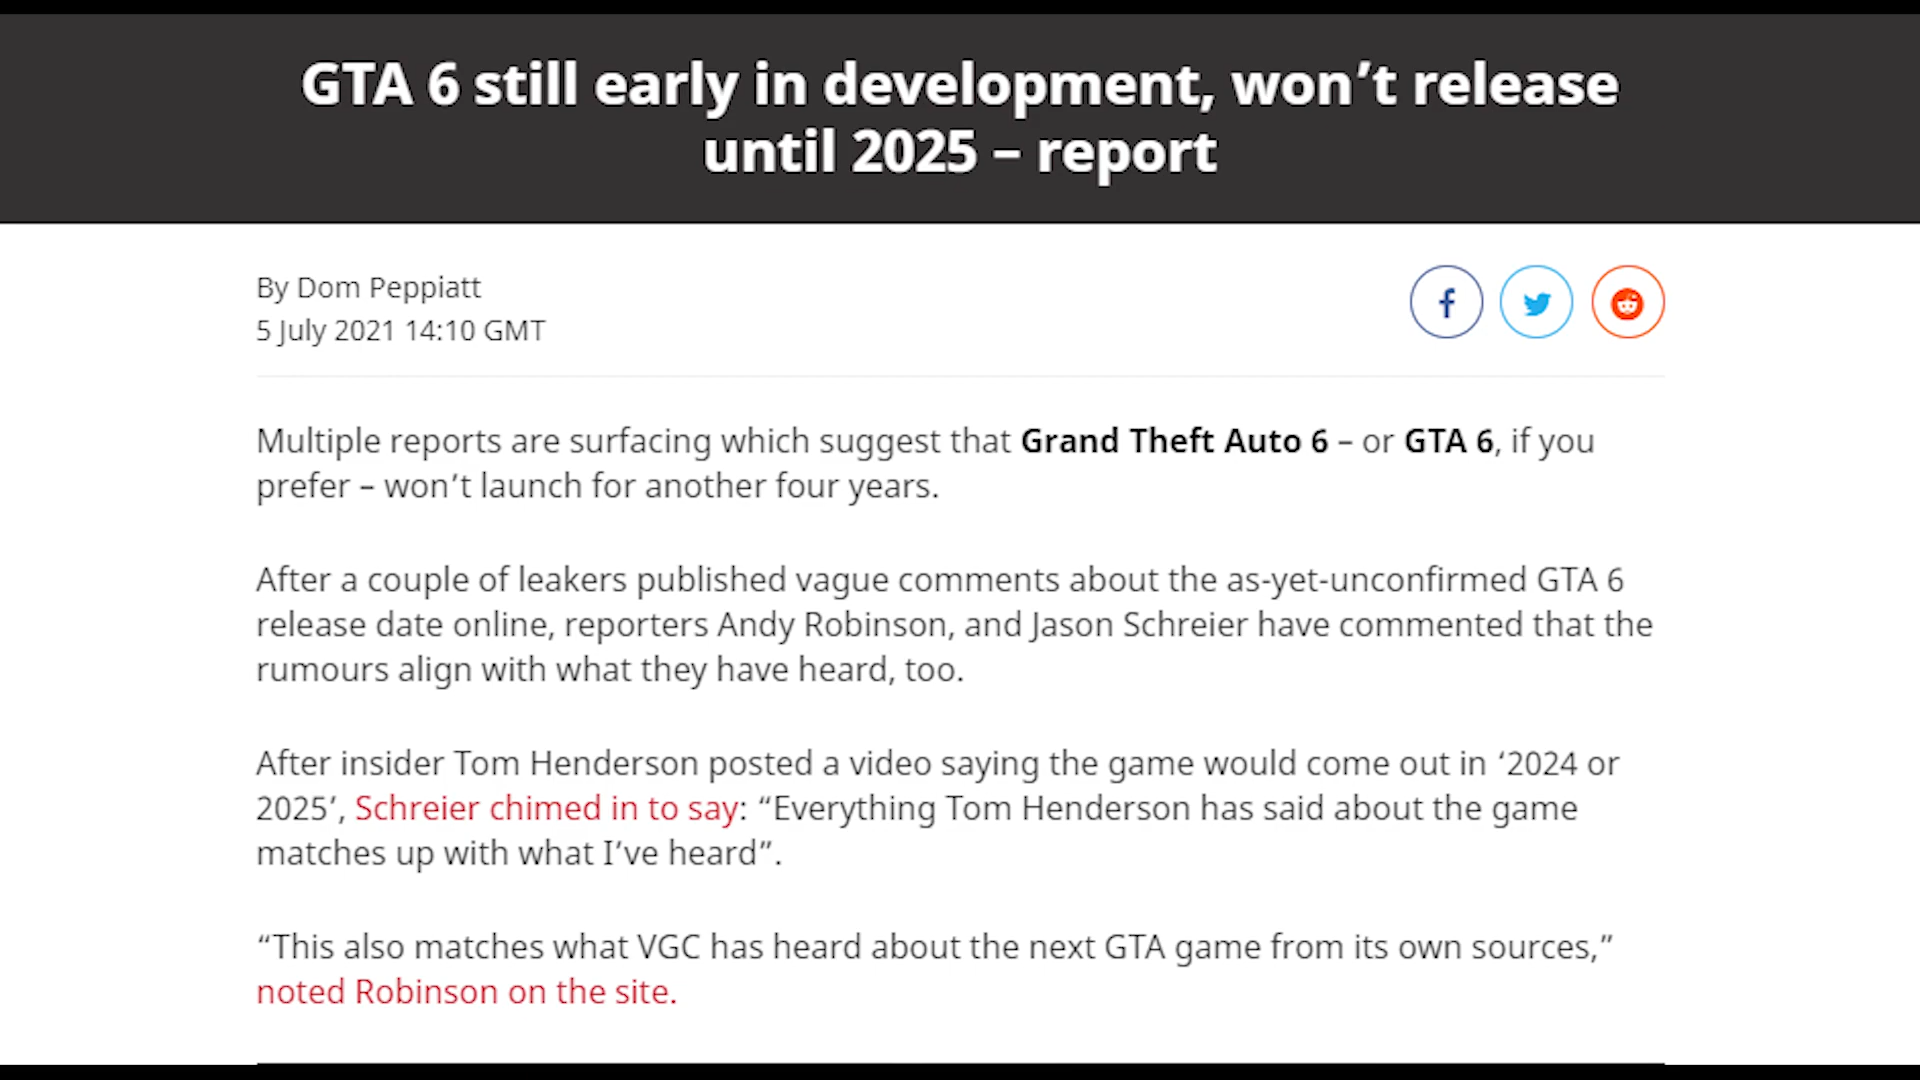 GTA 6 still early in development, won’t release
until 2025 – report
By Dom Peppiatt
5 July 2021 14:10 GMT
Multiple reports are surfacing which suggest that Grand Theft Auto 6 – or GTA 6, if you
prefer – won’t launch for another four years.
After a couple of leakers published vague comments about the as-yet-unconfirmed GTA 6
release date online, reporters Andy Robinson, and Jason Schreier have commented that the
rumours align with what they have heard, too.
After insider Tom Henderson posted a video saying the game would come out in ‘2024 or
2025’, Schreier chimed in to say: “Everything Tom Henderson has said about the game
matches up with what I’ve heard”.
“This also matches what VGC has heard about the next GTA game from its own sources,”
noted Robinson on the site.